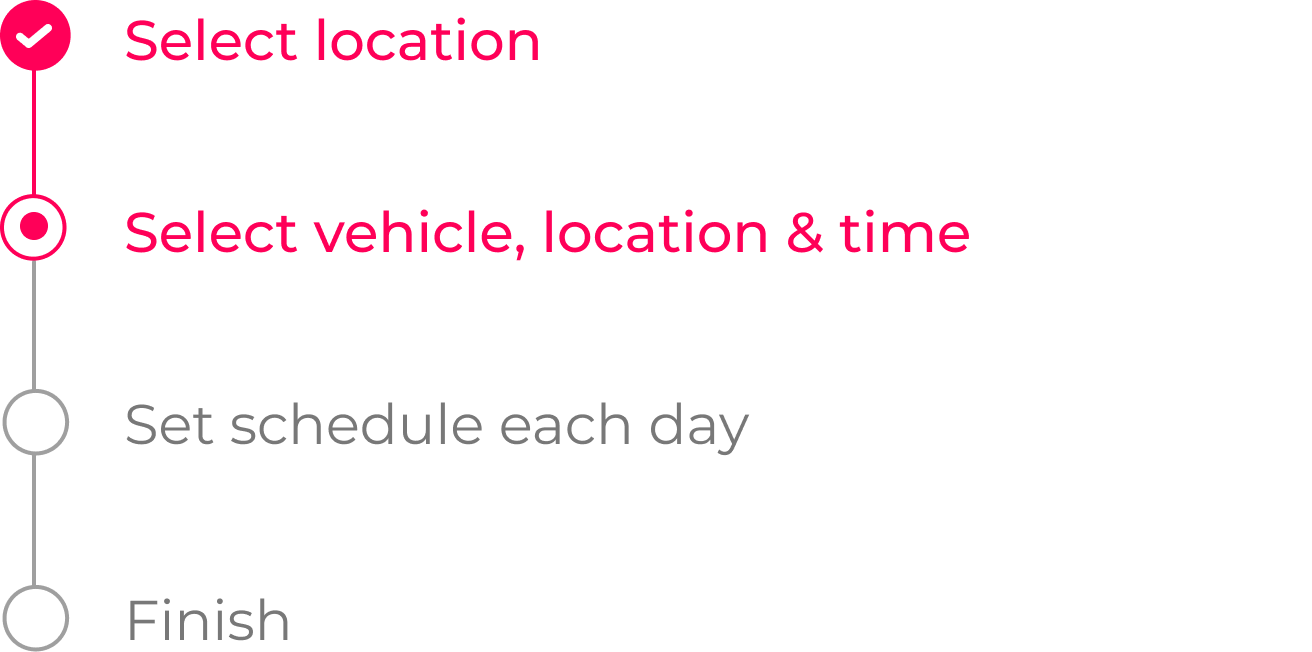 Select location
Select vehicle, location & time
Set schedule each day
Finish